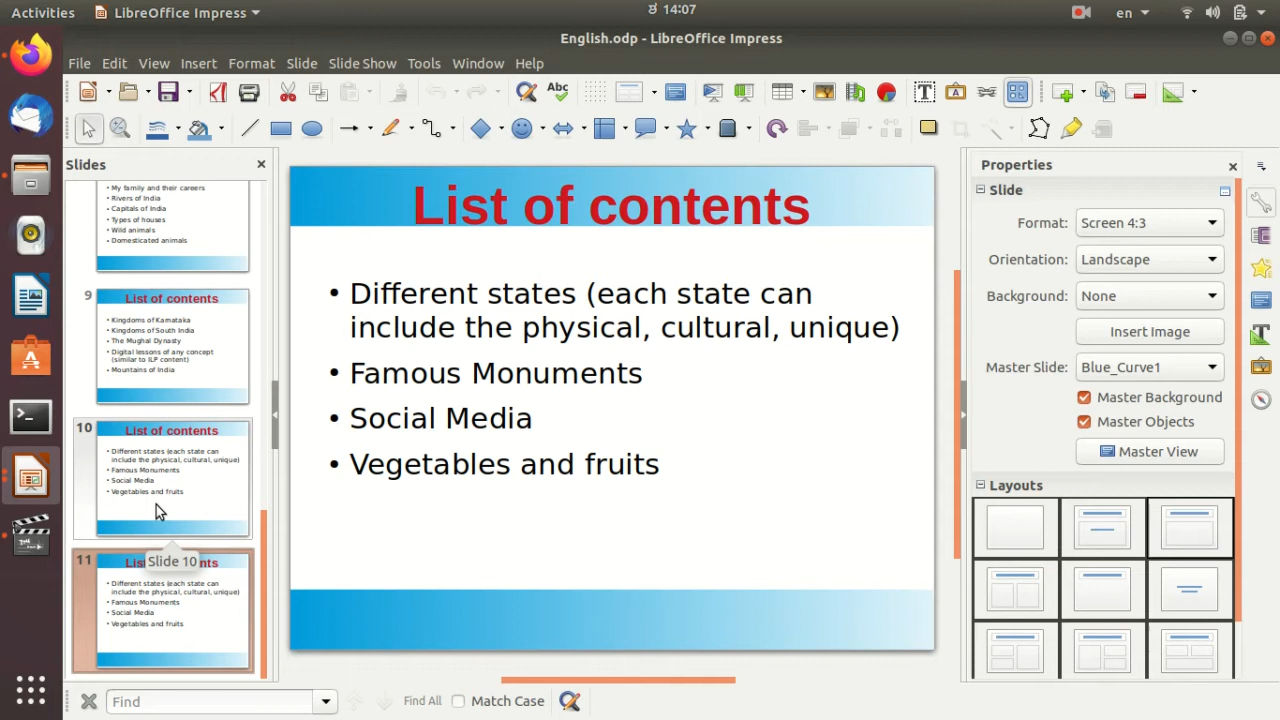 Activities LibreOffice Impress 14:07 en
English.odp - LibreOffice Impress
File Edit View Insert Format Slide Slide Show Tools Window Help
Slides
My family and their careers
Rivers of India
Capitals of India
Types of houses
Wild animals
Domesticated animals
9
List of contents
Kingdoms of Karnataka
Kingdoms of South India
The Mughal Dynasty
Digital lessons of any concept
(similar to ILP content)
Mountains of India
10
List of contents
• Different states (each state can
include the physical, cultural, unique)
• Famous Monuments
• Social Media
• Vegetables and fruits
Slide 10
11
• Different states (each state can
include the physical, cultural, unique)
• Famous Monuments
• Social Media
• Vegetables and fruits
List of contents
• Different states (each state can
include the physical, cultural, unique)
• Famous Monuments
• Social Media
• Vegetables and fruits
Properties
Slide
Format: Screen 4:3
Orientation: Landscape
Background: None
Insert Image
Master Slide: Blue_Curve1
Master Background
Master Objects
Master View
Layouts
Find Find All Match Case